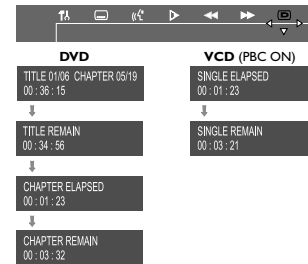 DVD
TITLE 01/06 CHAPTER 05/19
00 : 36 : 15
TITLE REMAIN
00 : 34 : 56
CHAPTER ELAPSED
00 : 01 : 23
CHAPTER REMAIN
00 : 03 : 32
VCD (PBC ON)
SINGLE ELAPSED
00 : 01 : 23
SINGLE REMAIN
00 : 03 : 21